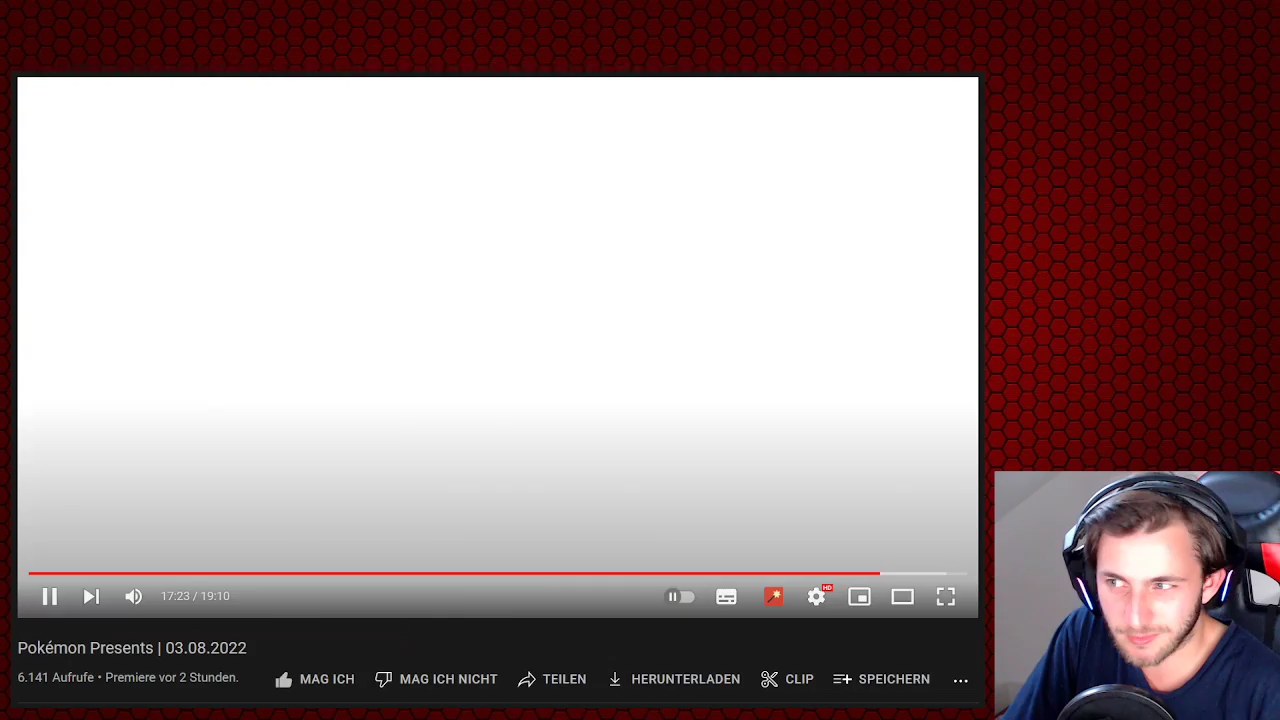 HD
17:23 / 19:10
Pokémon Presents | 03.08.2022
6.141 Aufrufe • Premiere vor 2 Stunden.
MAG ICH
MAG ICH NICHT
TEILEN
HERUNTERLADEN
CLIP
SPEICHERN